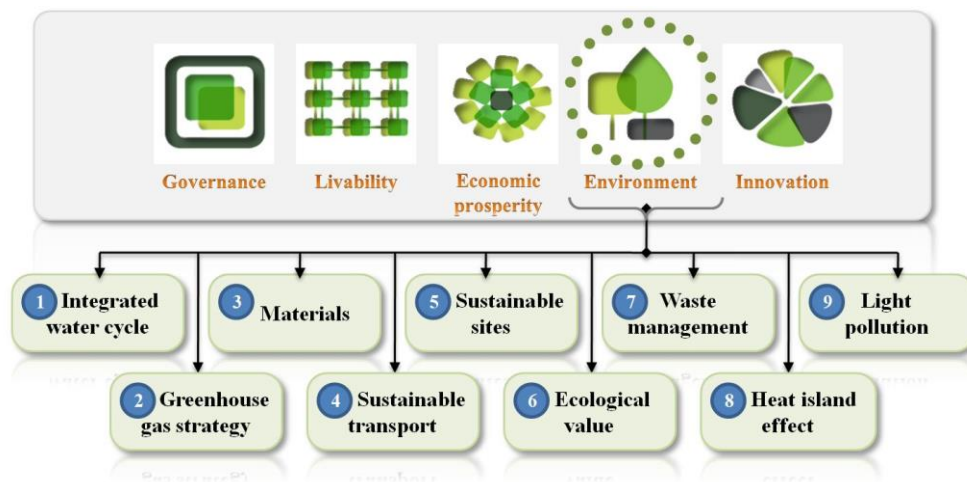 Governance
Livability
Economic
prosperity
Environment
Innovation
1 Integrated
water cycle
3 Materials
5 Sustainable
sites
7 Waste
management
9 Light
pollution
2 Greenhouse
gas strategy
4 Sustainable
transport
6 Ecological
value
8 Heat island
effect